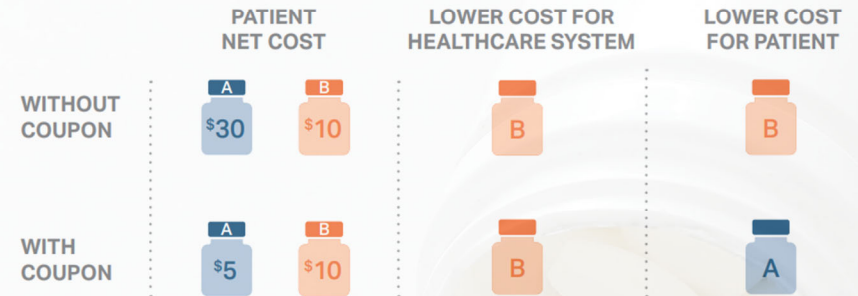 PATIENT
NET COST
LOWER COST FOR
HEALTHCARE SYSTEM
LOWER COST
FOR PATIENT
WITHOUT
COUPON
A
$30
B
$10
B
B
WITH
COUPON
A
$5
B
$10
B
A